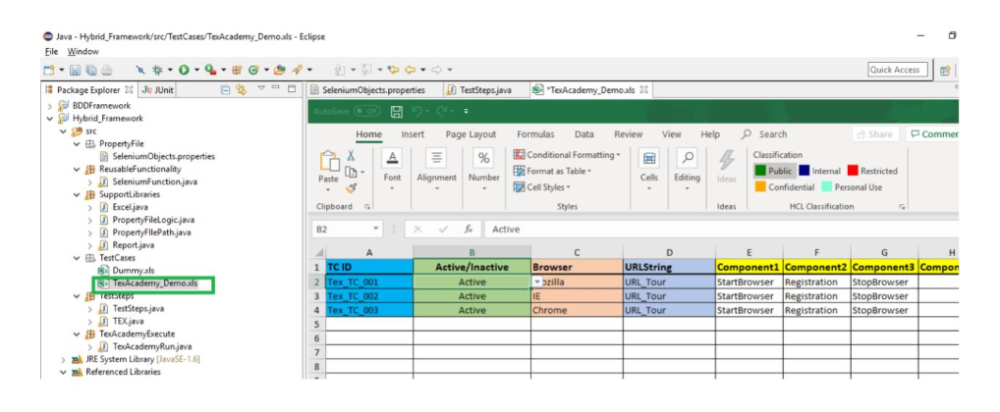 Java - Hybrid_Framework/src/TestCases/TexAcademy_Demo.xls - Eclipse
File Window
Quick Access
Package Explorer JUnit
BDDFramework
Hybrid_Framework
src
PropertyFile
SeleniumObjects.properties
ReusableFunctionality
SeleniumFunction.java
SupportLibraries
Excel.java
PropertyFileLogic.java
PropertyFIlePath.java
Report.java
TestCases
Dummy.xls
TexAcademy_Demo.xls
TestSteps
TestSteps.java
TEX.java
TexAcademyExecute
TexAcademyRun.java
JRE System Library [JavaSE-1.6]
Referenced Libraries
SeleniumObjects.properties TestSteps.java *TexAcademy_Demo.xls
AutoSave Off
Home Insert Page Layout Formulas Data Review View Help Search Share Commen
Paste Font Alignment Number Conditional Formatting Format as Table Cell Styles Cells Editing Ideas Classification Public Internal Restricted Confidential Personal Use
Clipboard Styles Ideas HCL Classification
B2 fx Active
A B C D E F G H
1 TC ID Active/Inactive Browser URLString Component1 Component2 Component3 Compon
2 Tex_TC_001 Active zilla URL_Tour StartBrowser Registration StopBrowser
3 Tex_TC_002 Active IE URL_Tour StartBrowser Registration StopBrowser
4 Tex_TC_003 Active Chrome URL_Tour StartBrowser Registration StopBrowser
5
6
7
8